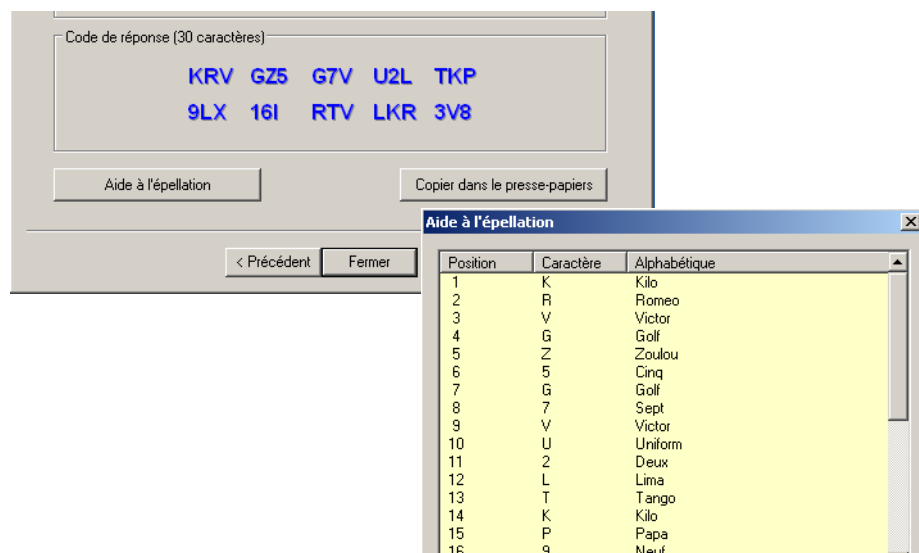 Code de réponse (30 caractères)
KRV GZ5 G7V U2L TKP
9LX 16I RTV LKR 3V8
Aide à l'épellation
Copier dans le presse-papiers
< Précédent
Fermer
Aide à l'épellation
Position Caractère Alphabétique
1 K Kilo
2 R Romeo
3 V Victor
4 G Golf
5 Z Zoulou
6 5 Cinq
7 G Golf
8 7 Sept
9 V Victor
10 U Uniform
11 2 Deux
12 L Lima
13 T Tango
14 K Kilo
15 P Papa
16 9 Neuf